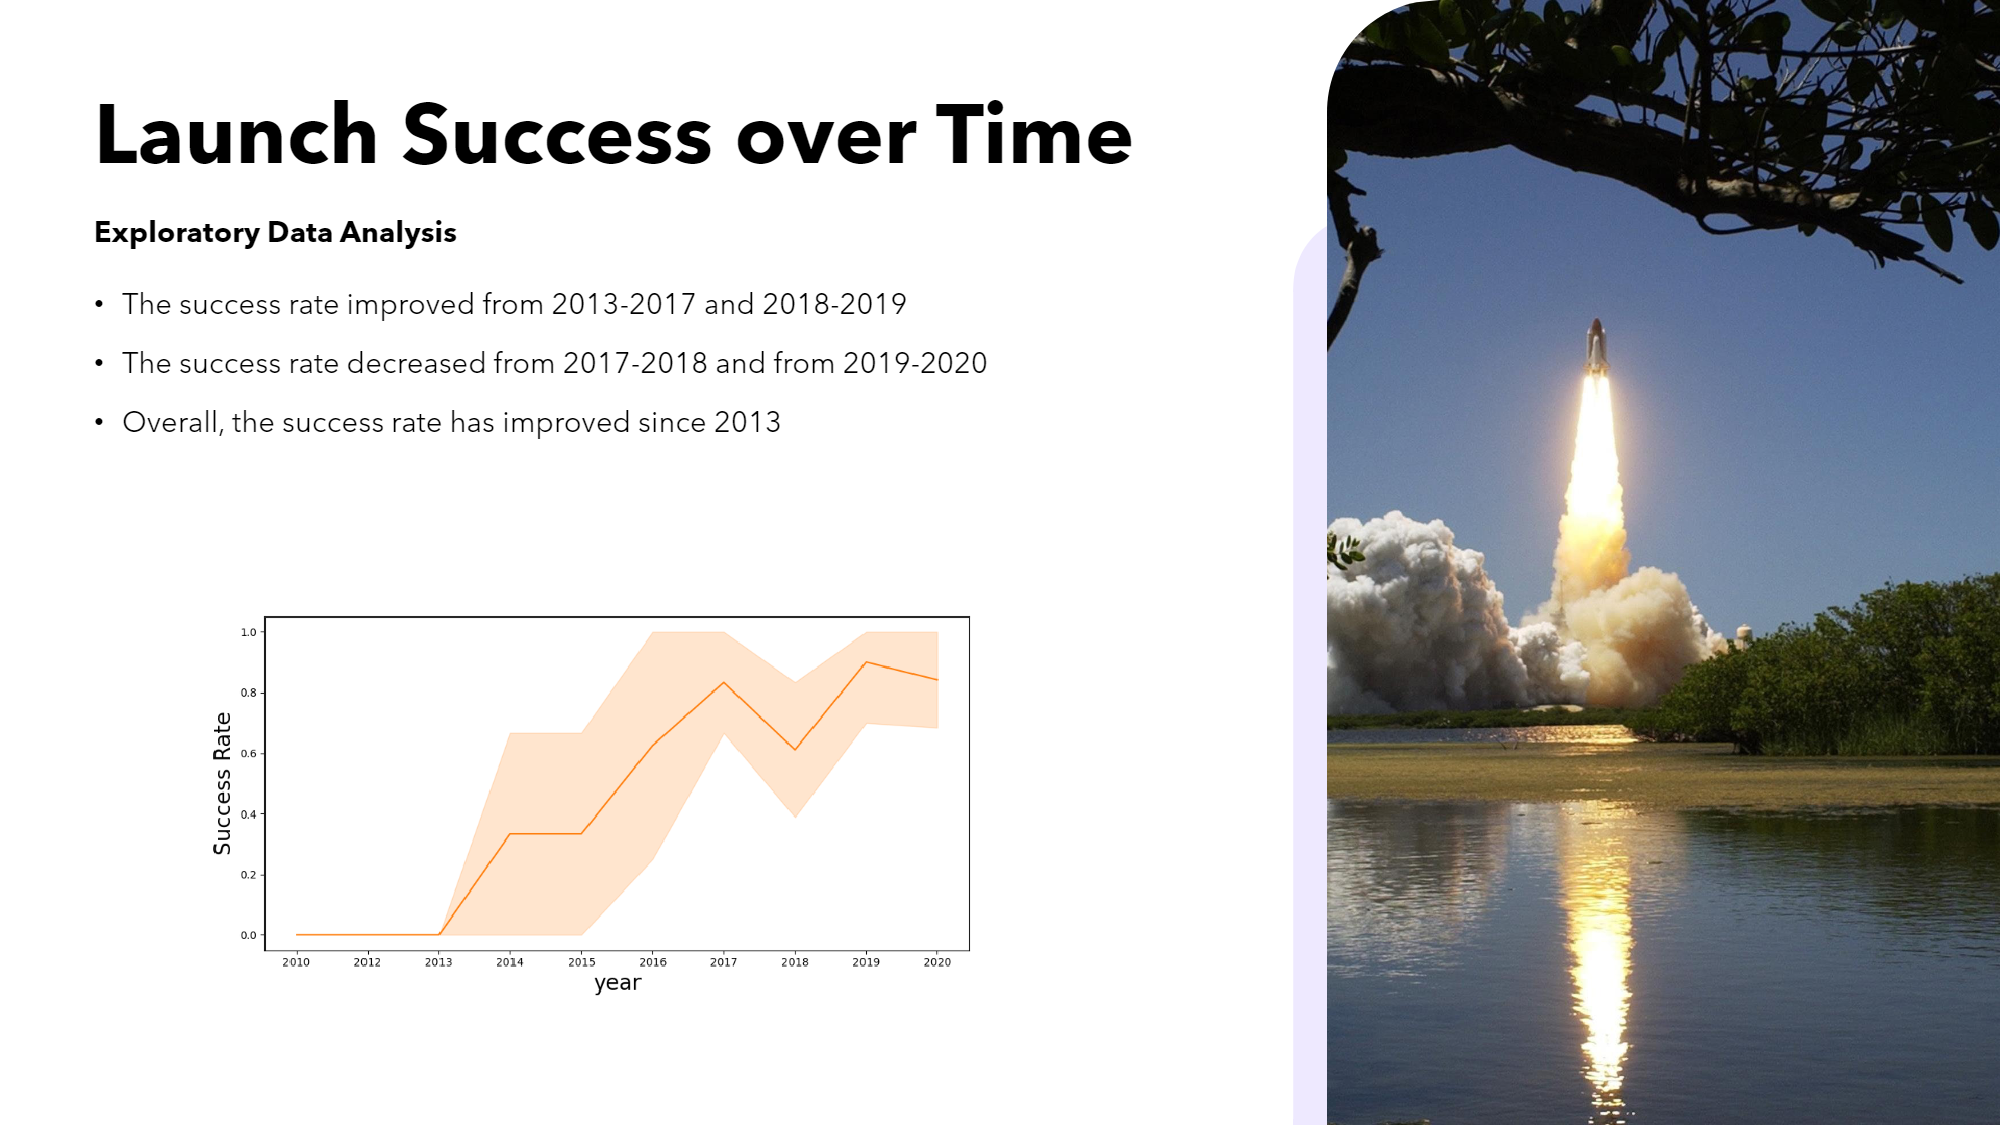 Launch Success over Time
Exploratory Data Analysis
• The success rate improved from 2013-2017 and 2018-2019
• The success rate decreased from 2017-2018 and from 2019-2020
• Overall, the success rate has improved since 2013
1.0
0.8
0.6
0.4
0.2
0.0
Success Rate
2010 2012 2013 2014 2015 2016 2017 2018 2019 2020
year